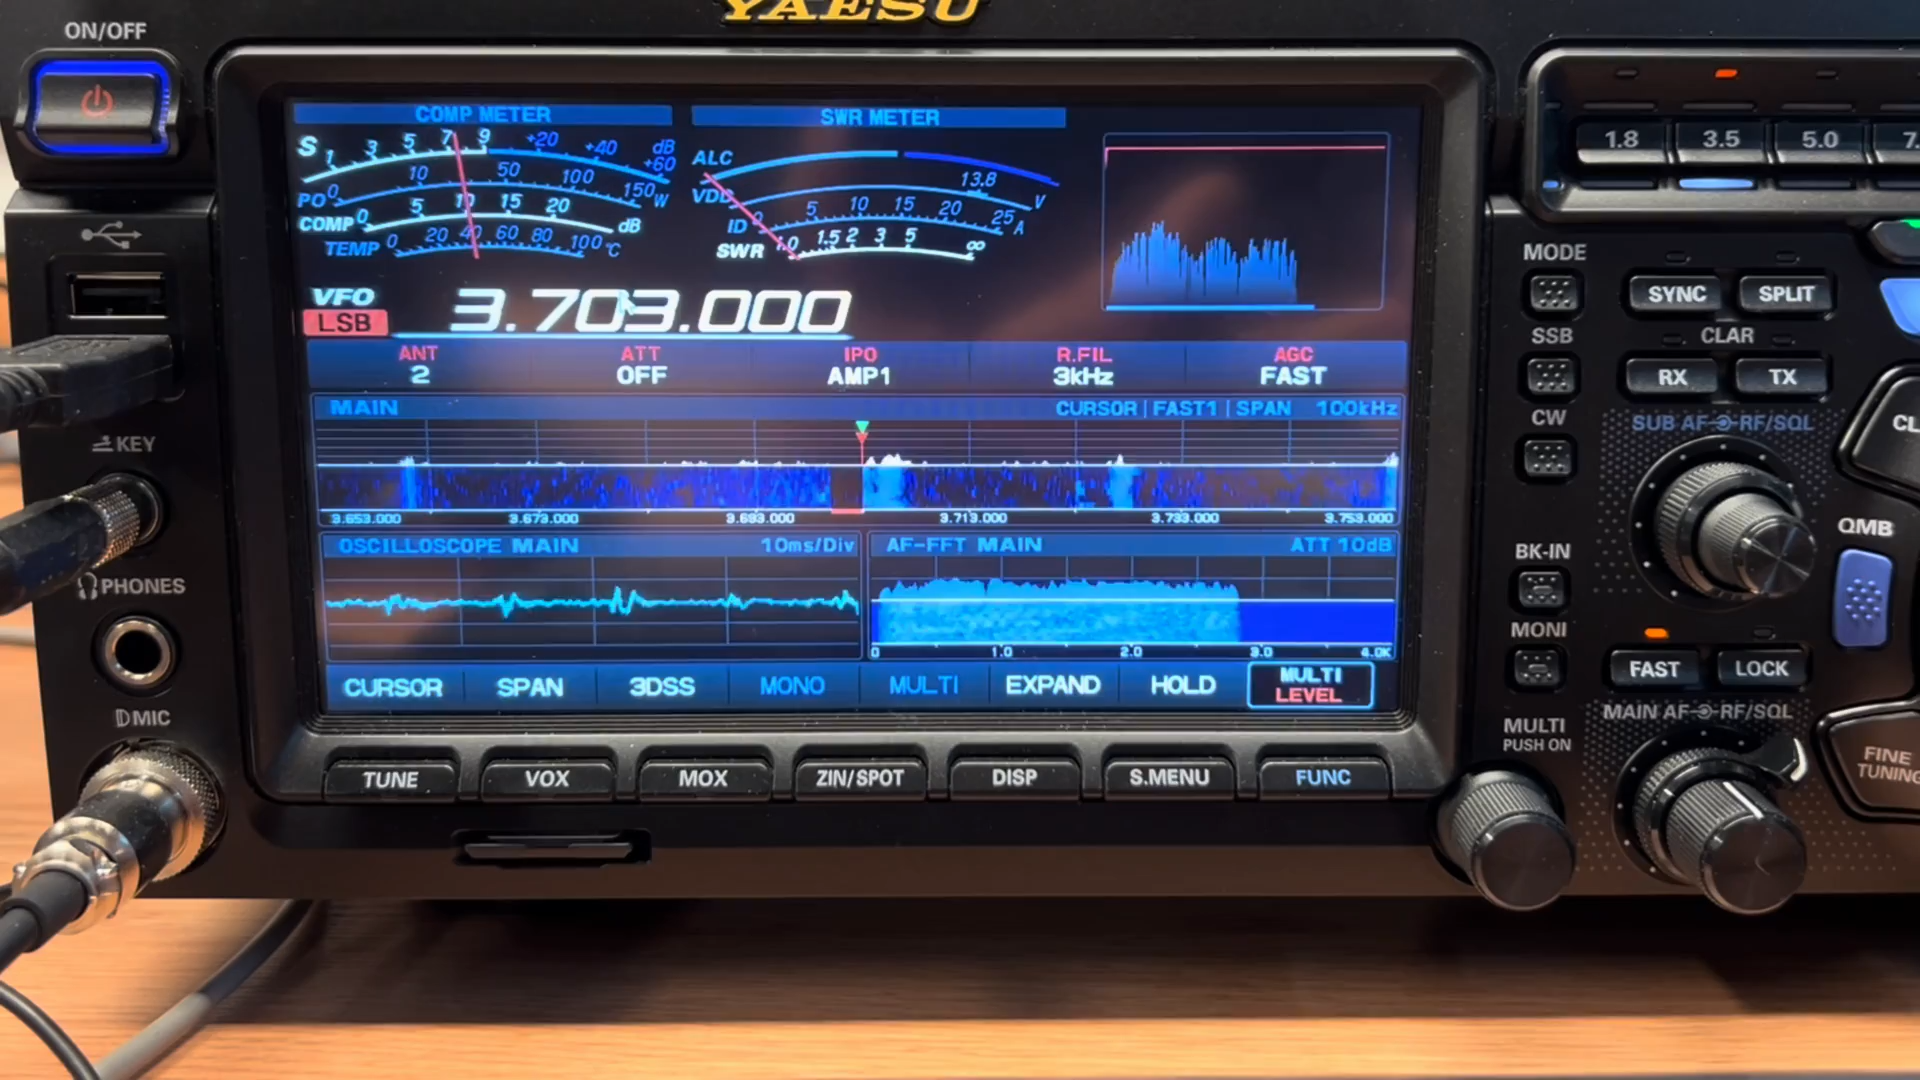 YAESU
ON/OFF
COMP METER
SWR METER
S 1 3 5 7 9 +20 +40 +60 dB
PO 0 10 50 100 150 W
COMP 0 5 10 15 20 dB
TEMP 0 20 40 60 80 100 °C
ALC
VDD 13.8 V
ID 0 5 10 15 20 25 A
SWR 1.0 1.5 2 3 5 ∞
1.8 3.5 5.0 7.
VFO
LSB
3.703.000
ANT ATT IPO R.FIL AGC
2 OFF AMP1 3kHz FAST
MAIN CURSOR | FAST1 | SPAN 100kHz
3.653.000 3.673.000 3.693.000 3.713.000 3.733.000 3.753.000
OSCILLOSCOPE MAIN 10ms/Div
AF-FFT MAIN ATT 10dB
0 1.0 2.0 3.0 4.0K
CURSOR SPAN 3DSS MONO MULTI EXPAND HOLD MULTI
LEVEL
TUNE VOX MOX ZIN/SPOT DISP S.MENU FUNC
KEY
PHONES
MIC
MODE
SSB
CW
BK-IN
MONI
MULTI
PUSH ON
SYNC SPLIT
CLAR
RX TX
SUB AF RF/SQL
FAST LOCK
MAIN AF RF/SQL
CL
QMB
FINE
TUNING